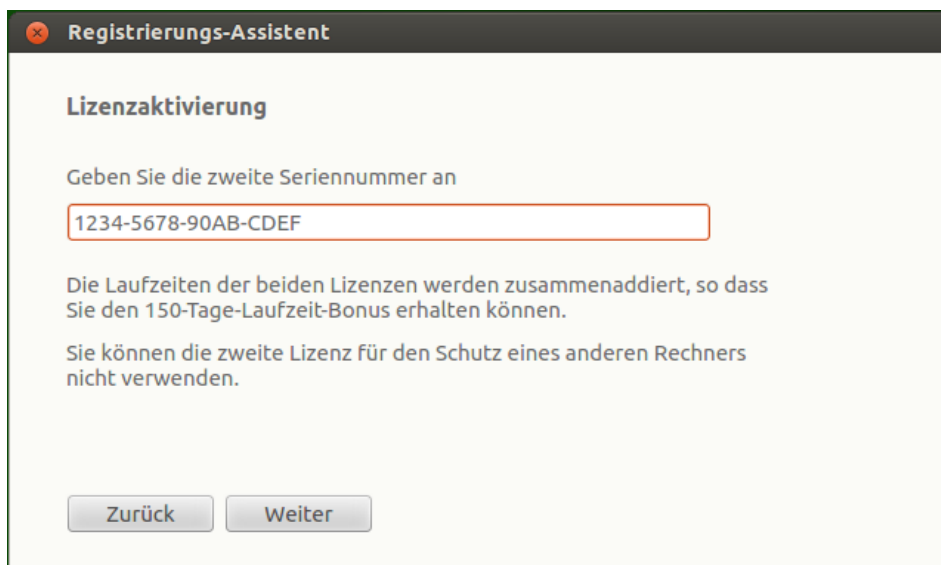 Registrierungs-Assistent
Lizenzaktivierung
Geben Sie die zweite Seriennummer an
1234-5678-90AB-CDEF
Die Laufzeiten der beiden Lizenzen werden zusammenaddiert, so dass
Sie den 150-Tage-Laufzeit-Bonus erhalten können.
Sie können die zweite Lizenz für den Schutz eines anderen Rechners
nicht verwenden.
Zurück
Weiter